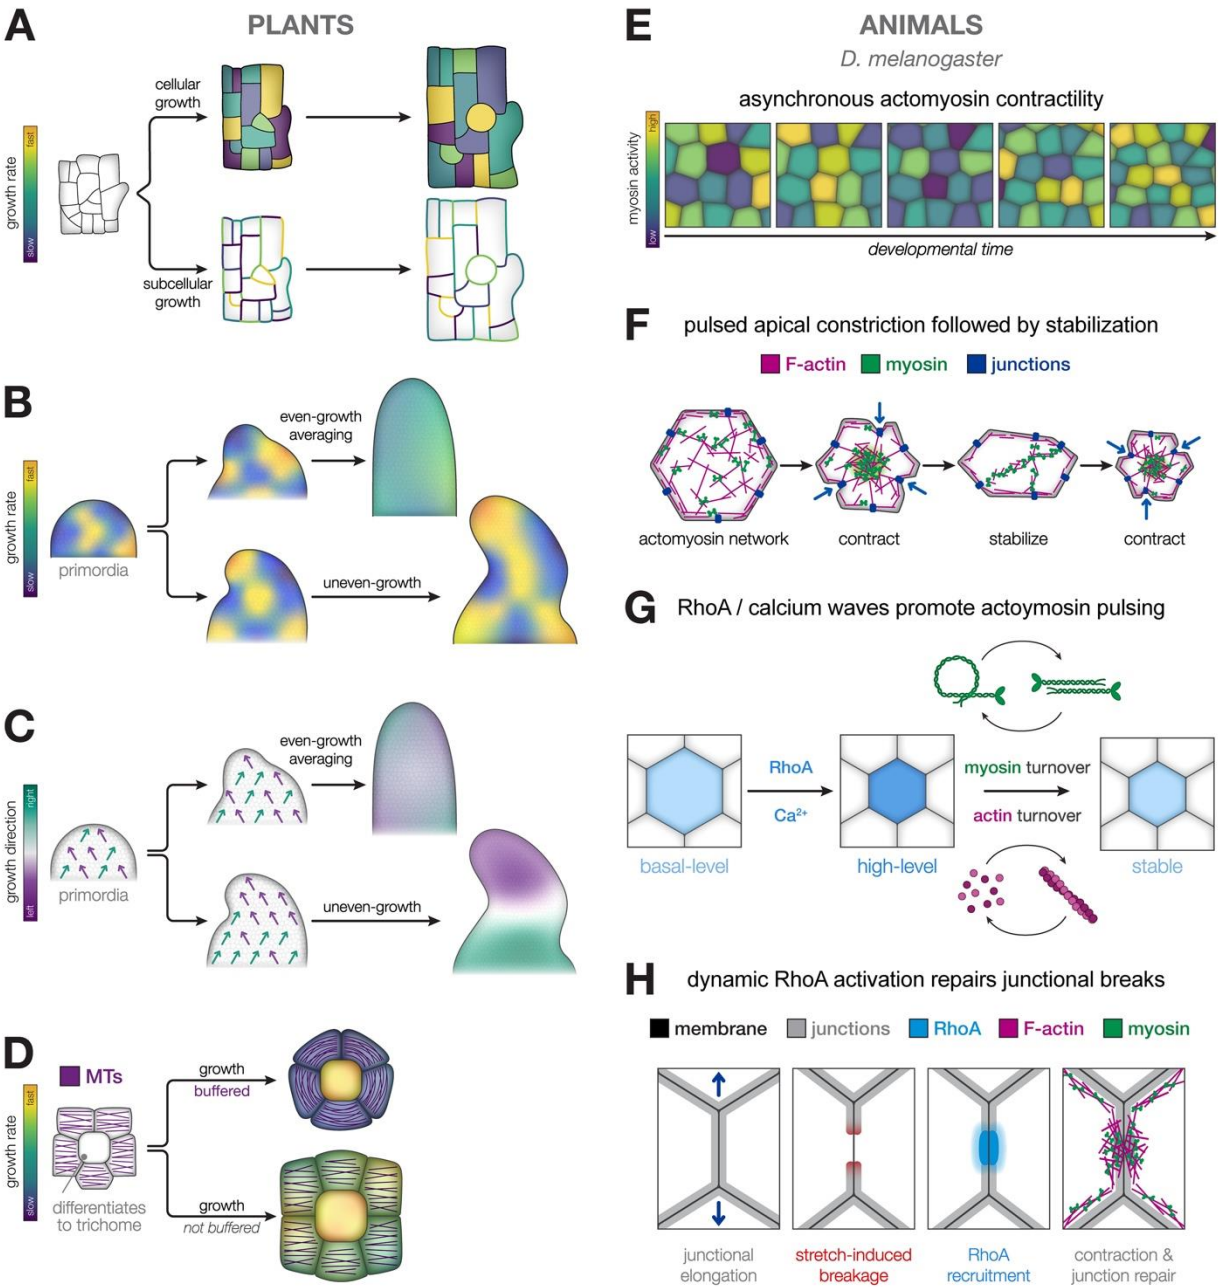 A
PLANTS
growth rate
fast
slow
cellular
growth
subcellular
growth
B
growth rate
fast
slow
primordia
even-growth
averaging
uneven-growth
C
growth direction
right
left
primordia
even-growth
averaging
uneven-growth
D
growth rate
fast
slow
MTs
differentiates
to trichome
growth
buffered
growth
not buffered
E
ANIMALS
D. melanogaster
asynchronous actomyosin contractility
myosin activity
high
low
developmental time
F
pulsed apical constriction followed by stabilization
F-actin
myosin
junctions
actomyosin network
contract
stabilize
contract
G
RhoA / calcium waves promote actoymosin pulsing
RhoA
Ca²⁺
myosin turnover
actin turnover
basal-level
high-level
stable
H
dynamic RhoA activation repairs junctional breaks
membrane
junctions
RhoA
F-actin
myosin
junctional
elongation
stretch-induced
breakage
RhoA
recruitment
contraction &
junction repair